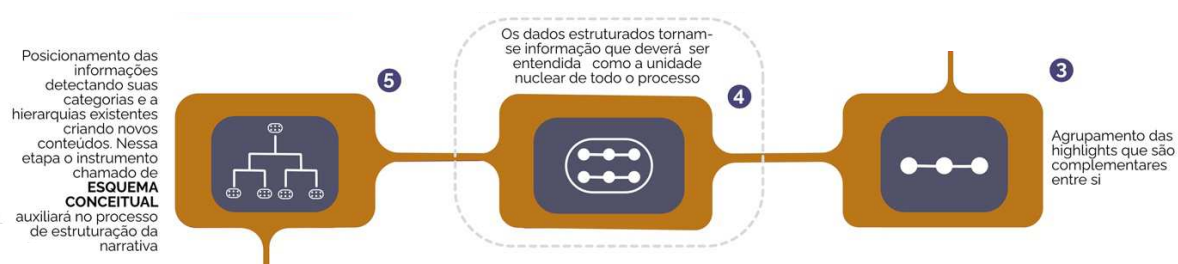 Posicionamento das
informações
detectando suas
categorias e a
hierarquias existentes
criando novos
conteúdos. Nessa
etapa o instrumento
chamado de
ESQUEMA
CONCEITUAL
auxiliará no processo
de estruturação da
narrativa
5
Os dados estruturados tornam-
se informação que deverá ser
entendida como a unidade
nuclear de todo o processo
4
3
Agrupamento das
highlights que são
complementares
entre si